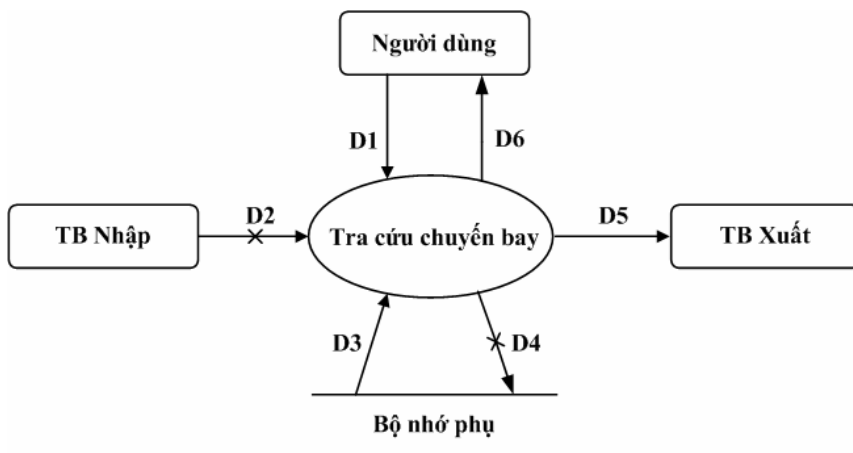 Người dùng
D1
D6
TB Nhập
D2
Tra cứu chuyến bay
D5
TB Xuất
D3
D4
Bộ nhớ phụ